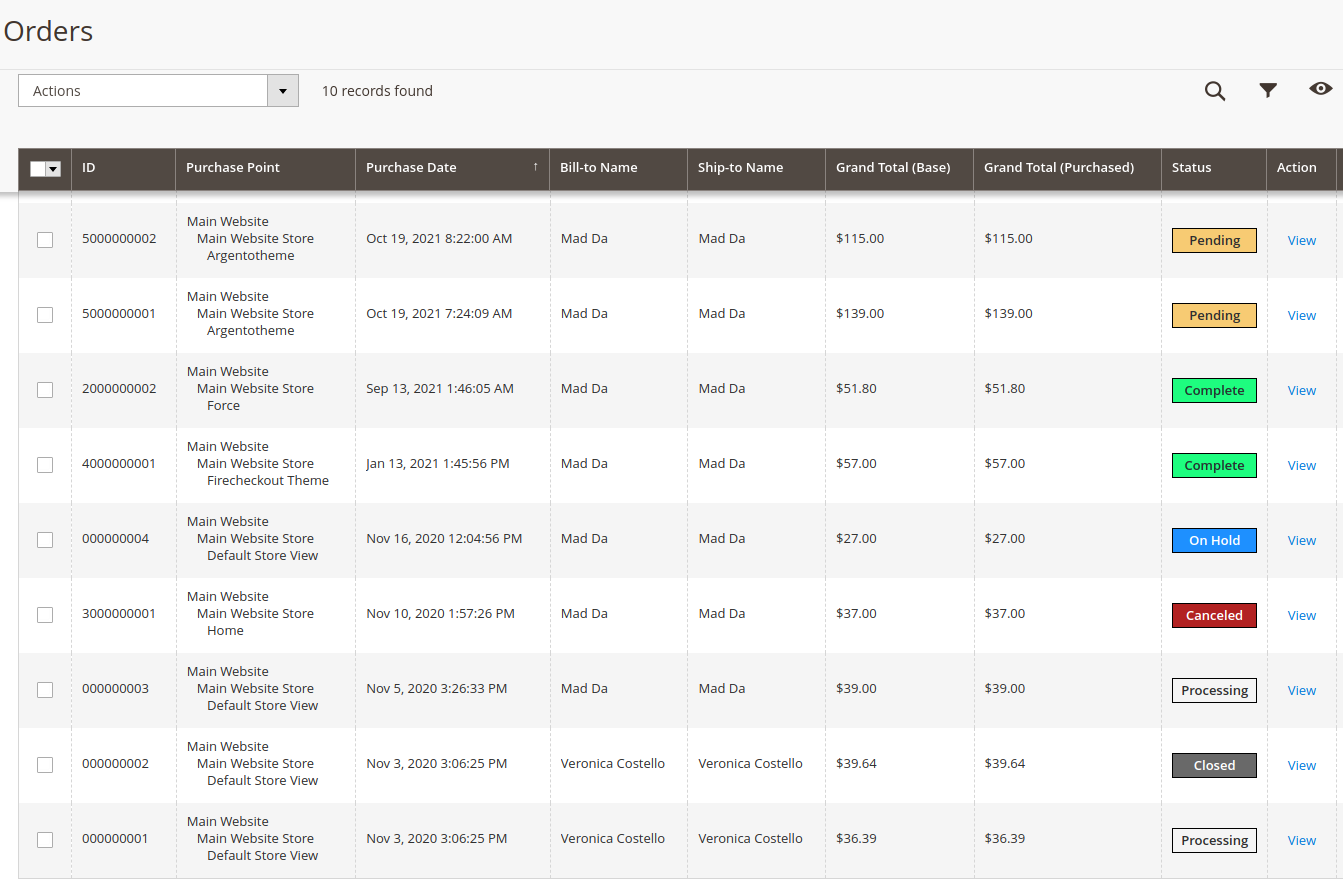 Orders
Actions 10 records found
ID Purchase Point Purchase Date ↑ Bill-to Name Ship-to Name Grand Total (Base) Grand Total (Purchased) Status Action
Main Website
5000000002 Main Website Store Oct 19, 2021 8:22:00 AM Mad Da Mad Da $115.00 $115.00 Pending View
Argentotheme
Main Website
5000000001 Main Website Store Oct 19, 2021 7:24:09 AM Mad Da Mad Da $139.00 $139.00 Pending View
Argentotheme
Main Website
2000000002 Main Website Store Sep 13, 2021 1:46:05 AM Mad Da Mad Da $51.80 $51.80 Complete View
Force
Main Website
4000000001 Main Website Store Jan 13, 2021 1:45:56 PM Mad Da Mad Da $57.00 $57.00 Complete View
Firecheckout Theme
Main Website
000000004 Main Website Store Nov 16, 2020 12:04:56 PM Mad Da Mad Da $27.00 $27.00 On Hold View
Default Store View
Main Website
3000000001 Main Website Store Nov 10, 2020 1:57:26 PM Mad Da Mad Da $37.00 $37.00 Canceled View
Home
Main Website
000000003 Main Website Store Nov 5, 2020 3:26:33 PM Mad Da Mad Da $39.00 $39.00 Processing View
Default Store View
Main Website
000000002 Main Website Store Nov 3, 2020 3:06:25 PM Veronica Costello Veronica Costello $39.64 $39.64 Closed View
Default Store View
Main Website
000000001 Main Website Store Nov 3, 2020 3:06:25 PM Veronica Costello Veronica Costello $36.39 $36.39 Processing View
Default Store View